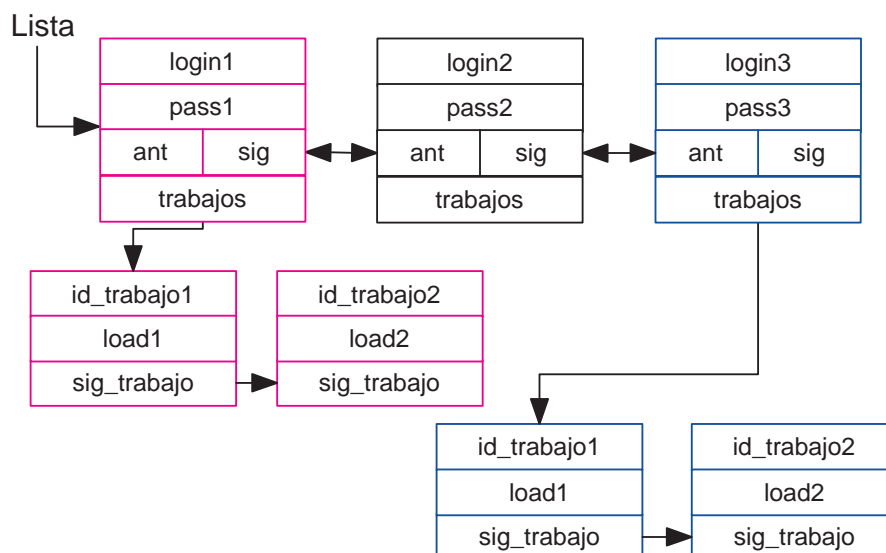 Lista
login1
pass1
ant sig
trabajos
login2
pass2
ant sig
trabajos
login3
pass3
ant sig
trabajos
id_trabajo1
load1
sig_trabajo
id_trabajo2
load2
sig_trabajo
id_trabajo1
load1
sig_trabajo
id_trabajo2
load2
sig_trabajo